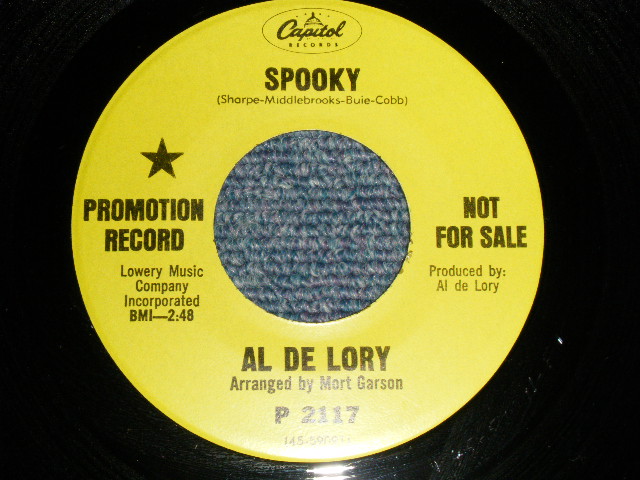 Capitol
RECORDS
SPOOKY
(Sharpe-Middlebrooks-Buie-Cobb)
PROMOTION
RECORD
NOT
FOR SALE
Lowery Music
Company
Incorporated
BMI—2:48
Produced by:
Al de Lory
AL DE LORY
Arranged by Mort Garson
P 2117